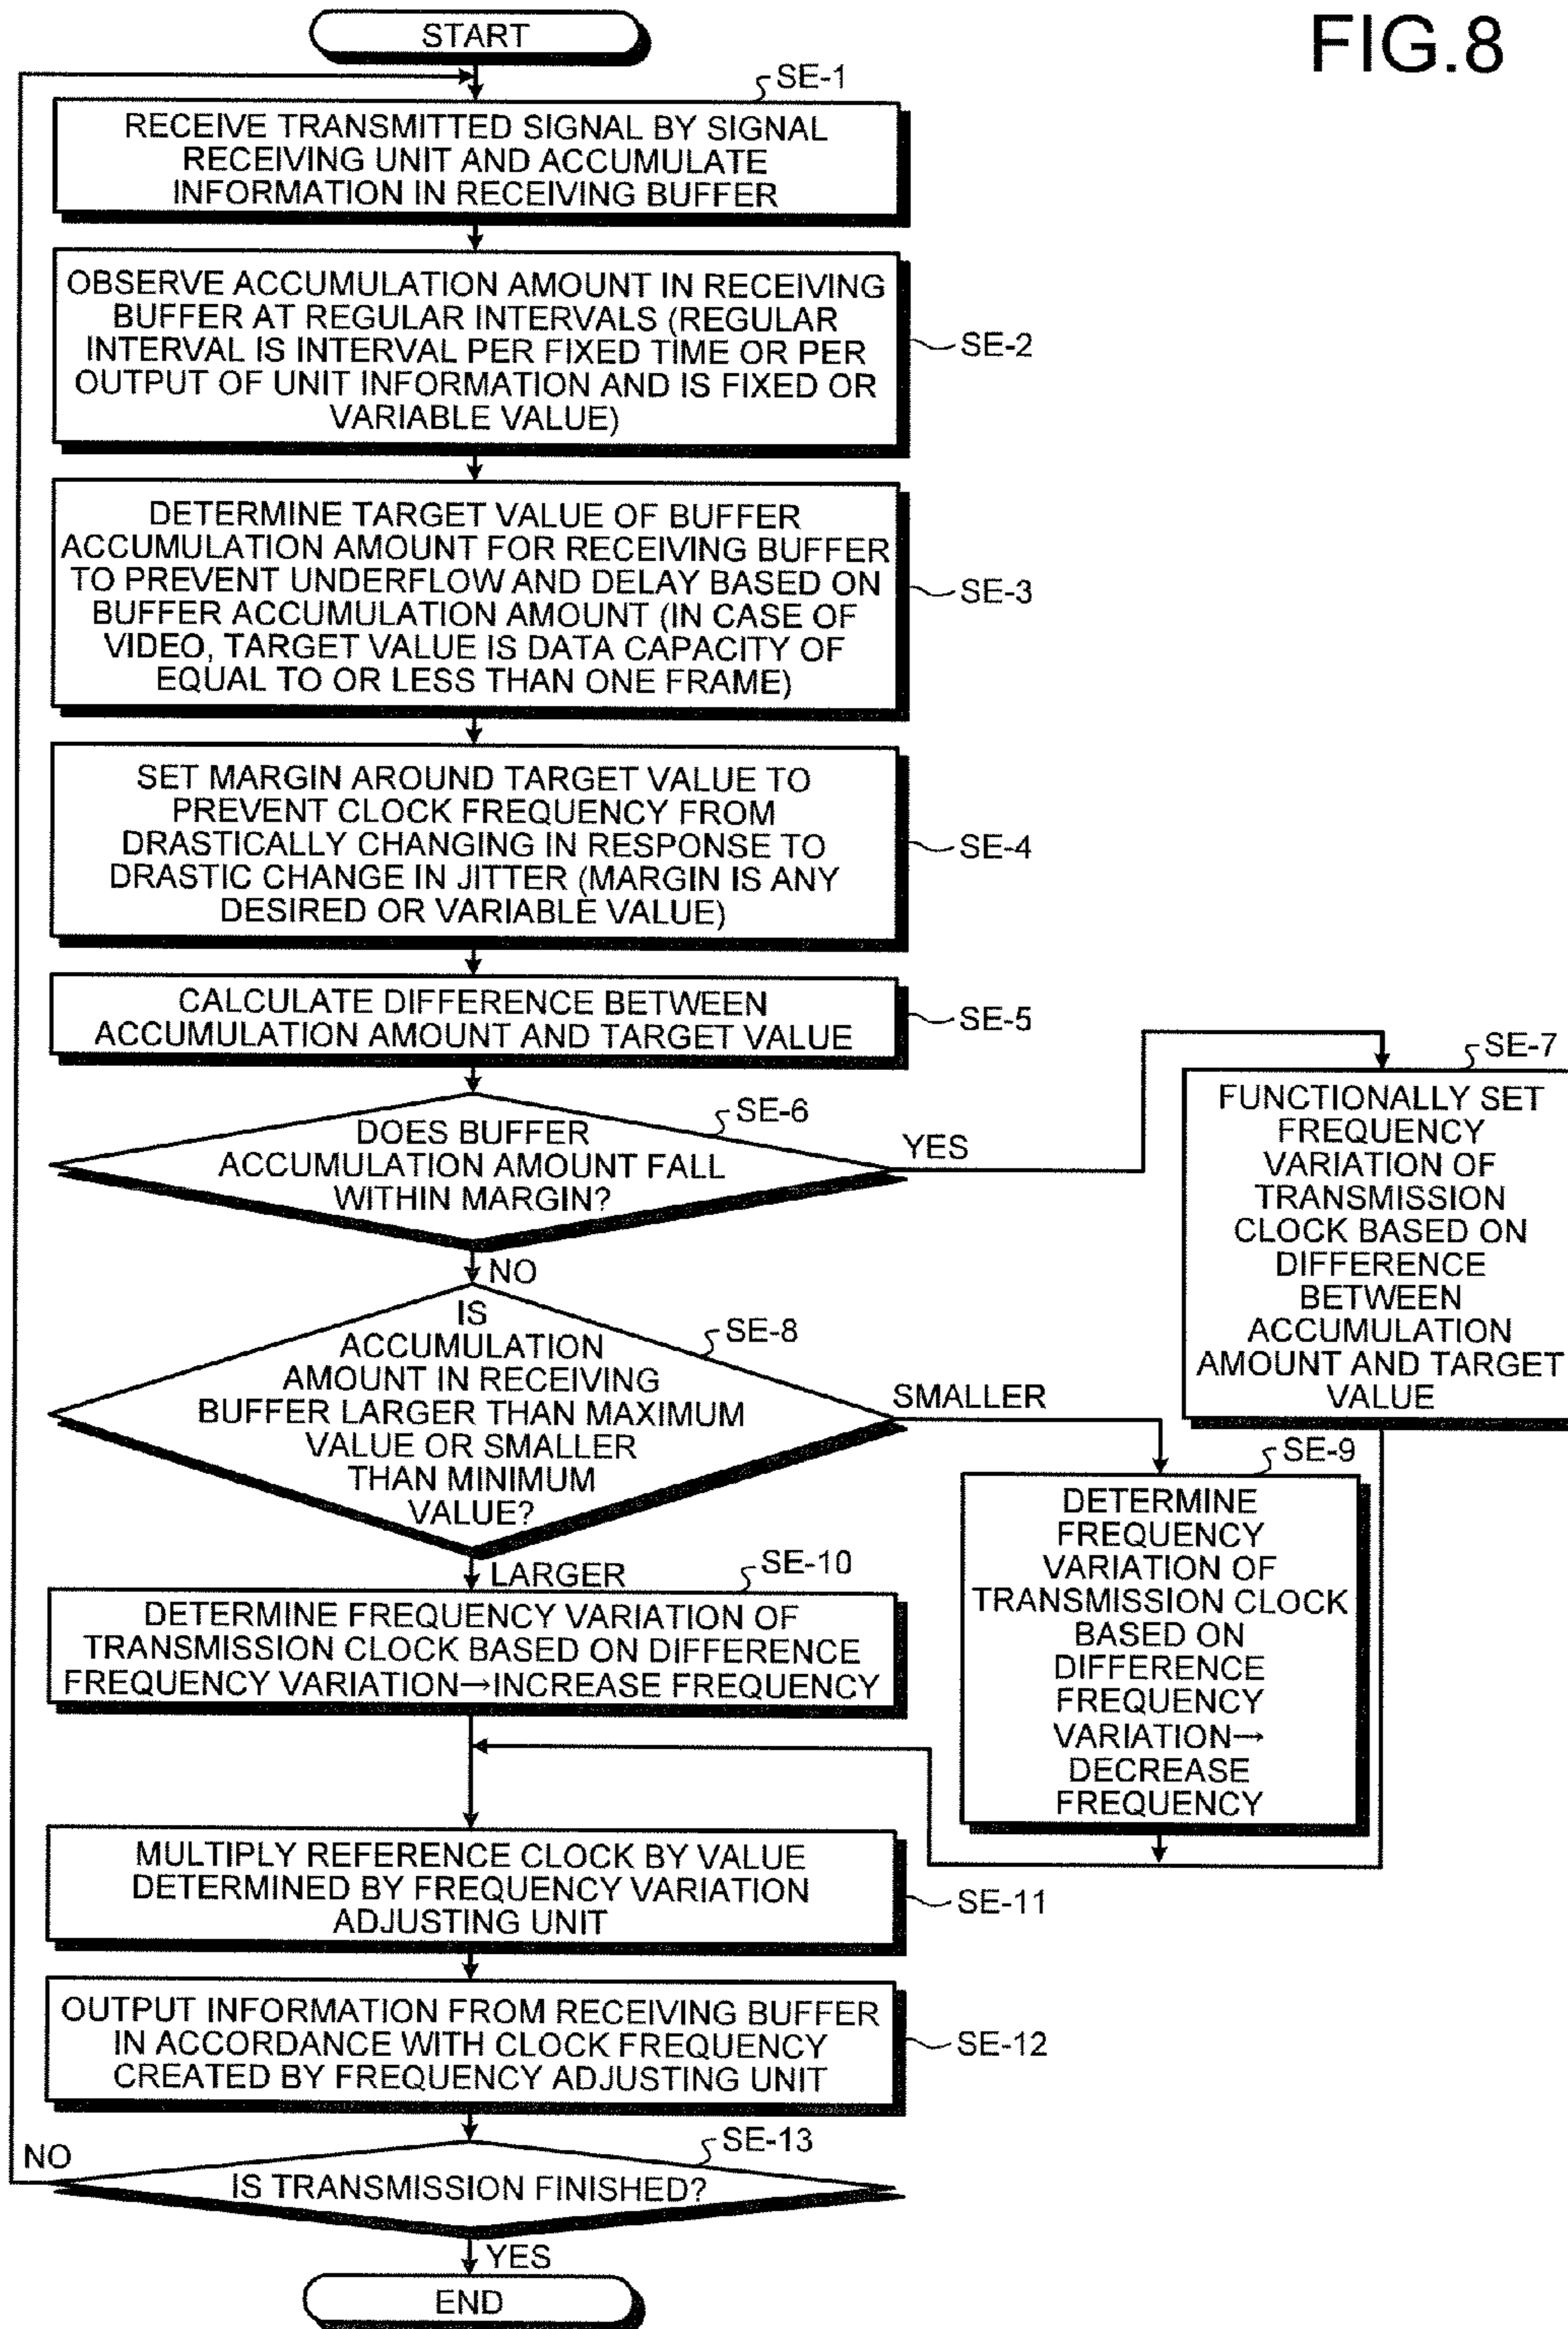 FIG.8
START
SE-1
RECEIVE TRANSMITTED SIGNAL BY SIGNAL
RECEIVING UNIT AND ACCUMULATE
INFORMATION IN RECEIVING BUFFER
OBSERVE ACCUMULATION AMOUNT IN RECEIVING
BUFFER AT REGULAR INTERVALS (REGULAR
INTERVAL IS INTERVAL PER FIXED TIME OR PER
OUTPUT OF UNIT INFORMATION AND IS FIXED OR
VARIABLE VALUE)
SE-2
DETERMINE TARGET VALUE OF BUFFER
ACCUMULATION AMOUNT FOR RECEIVING BUFFER
TO PREVENT UNDERFLOW AND DELAY BASED ON
BUFFER ACCUMULATION AMOUNT (IN CASE OF
VIDEO, TARGET VALUE IS DATA CAPACITY OF
EQUAL TO OR LESS THAN ONE FRAME)
SE-3
SET MARGIN AROUND TARGET VALUE TO
PREVENT CLOCK FREQUENCY FROM
DRASTICALLY CHANGING IN RESPONSE TO
DRASTIC CHANGE IN JITTER (MARGIN IS ANY
DESIRED OR VARIABLE VALUE)
SE-4
CALCULATE DIFFERENCE BETWEEN
ACCUMULATION AMOUNT AND TARGET VALUE
SE-5
SE-6
DOES BUFFER
ACCUMULATION AMOUNT FALL
WITHIN MARGIN?
YES
NO
SE-7
FUNCTIONALLY SET
FREQUENCY
VARIATION OF
TRANSMISSION
CLOCK BASED ON
DIFFERENCE
BETWEEN
ACCUMULATION
AMOUNT AND TARGET
VALUE
SE-8
IS
ACCUMULATION
AMOUNT IN RECEIVING
BUFFER LARGER THAN MAXIMUM
VALUE OR SMALLER
THAN MINIMUM
VALUE?
SMALLER
LARGER
SE-9
DETERMINE
FREQUENCY
VARIATION OF
TRANSMISSION CLOCK
BASED ON
DIFFERENCE
FREQUENCY
VARIATION→
DECREASE
FREQUENCY
SE-10
DETERMINE FREQUENCY VARIATION OF
TRANSMISSION CLOCK BASED ON DIFFERENCE
FREQUENCY VARIATION→INCREASE FREQUENCY
MULTIPLY REFERENCE CLOCK BY VALUE
DETERMINED BY FREQUENCY VARIATION
ADJUSTING UNIT
SE-11
OUTPUT INFORMATION FROM RECEIVING BUFFER
IN ACCORDANCE WITH CLOCK FREQUENCY
CREATED BY FREQUENCY ADJUSTING UNIT
SE-12
SE-13
IS TRANSMISSION FINISHED?
NO
YES
END